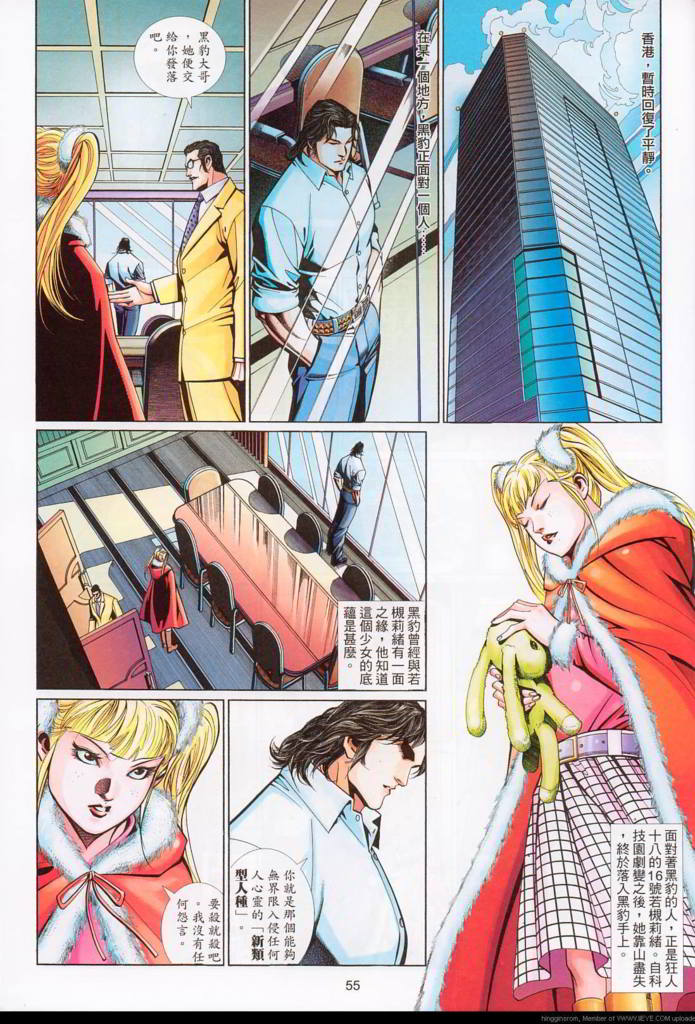 香港，暫時回復了平靜。
在某一個地方，黑豹正面對一個人……
黑豹大哥
，她便交
給你發落
吧。
黑豹曾經與若
槻莉緒有一面
之緣，他知道
這個少女的底
蘊是甚麼。
面對著黑豹的人，正是狂人
十八的16號若槻莉緒。自科
技園劇變之後，她靠山盡失
，終於落入黑豹手上。
你就是那個能夠
無界限入侵任何
人心靈的「新類
型人種」。
要殺就殺吧
。我沒有任
何怨言。
55
hingginsrom, Member of WWW.IIEYE.COM uploade